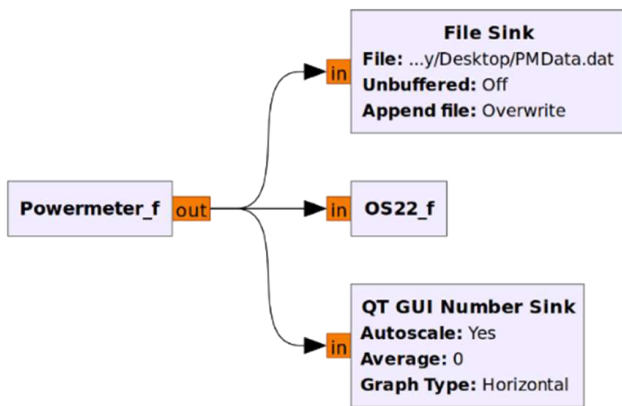 File Sink
in
File: ...y/Desktop/PMData.dat
Unbuffered: Off
Append file: Overwrite
Powermeter_f
out
in
OS22_f
QT GUI Number Sink
Autoscale: Yes
in
Average: 0
Graph Type: Horizontal